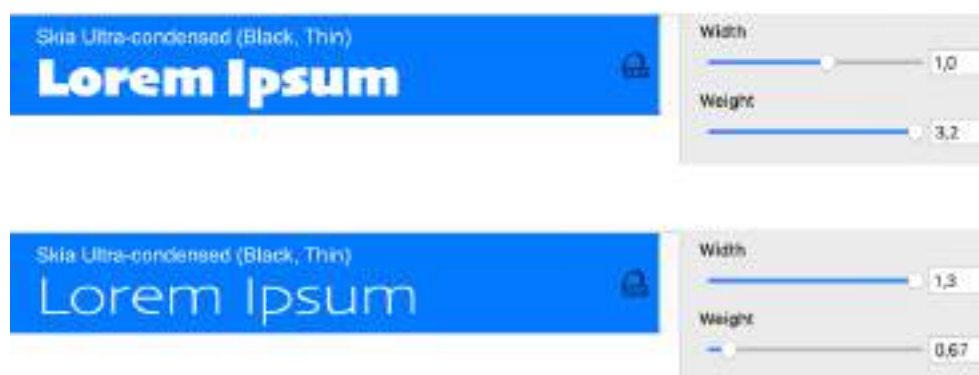 Skia Ultra-condensed (Black, Thin)
Lorem Ipsum
Width
1,0
Weight
3,2
Skia Ultra-condensed (Black, Thin)
Lorem Ipsum
Width
1,3
Weight
0,67